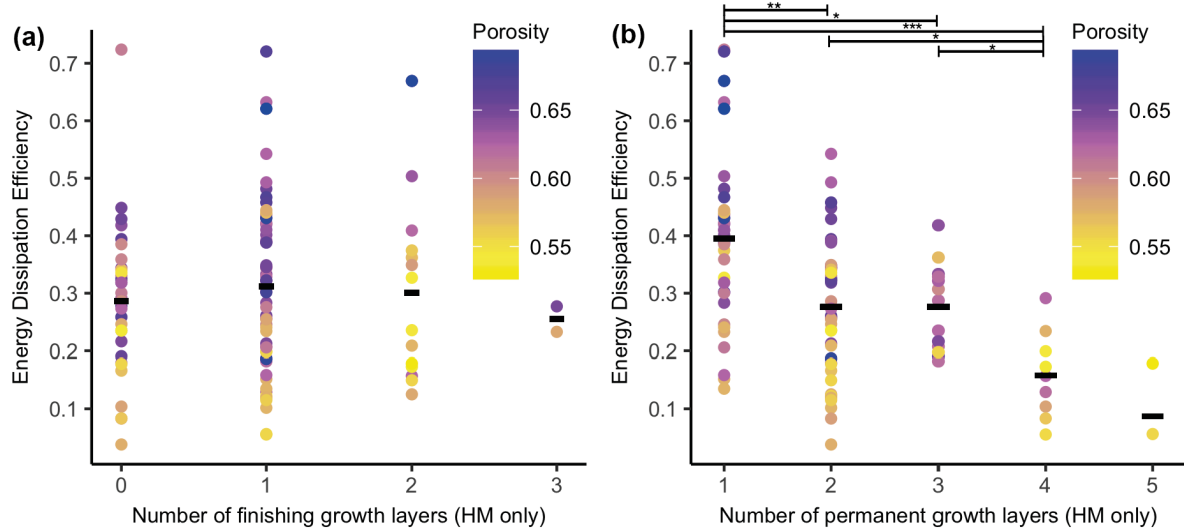 (a)
Energy Dissipation Efficiency
0.7
0.6
0.5
0.4
0.3
0.2
0.1
0 1 2 3
Number of finishing growth layers (HM only)
Porosity
0.65
0.60
0.55
(b)
**
*
***
*
*
Energy Dissipation Efficiency
0.7
0.6
0.5
0.4
0.3
0.2
0.1
1 2 3 4 5
Number of permanent growth layers (HM only)
Porosity
0.65
0.60
0.55